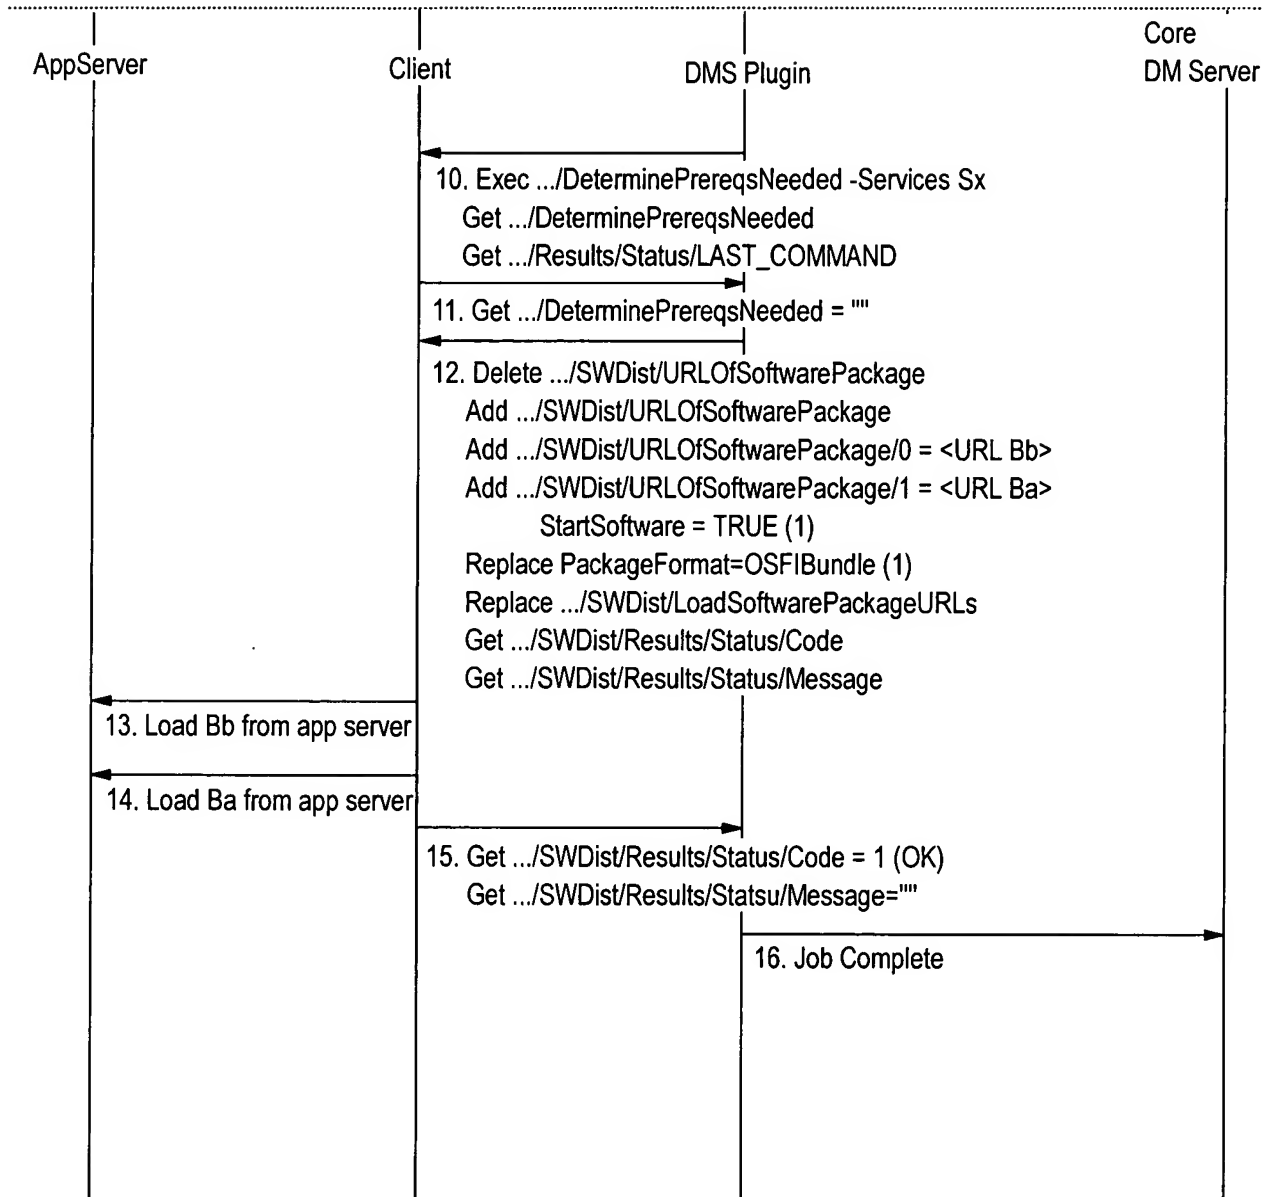 AppServer
Client
DMS Plugin
Core
DM Server
10. Exec .../DeterminePrereqsNeeded -Services Sx
Get .../DeterminePrereqsNeeded
Get .../Results/Status/LAST_COMMAND
11. Get .../DeterminePrereqsNeeded = ""
12. Delete .../SWDist/URLOfSoftwarePackage
Add .../SWDist/URLOfSoftwarePackage
Add .../SWDist/URLOfSoftwarePackage/0 = <URL Bb>
Add .../SWDist/URLOfSoftwarePackage/1 = <URL Ba>
StartSoftware = TRUE (1)
Replace PackageFormat=OSFIBundle (1)
Replace .../SWDist/LoadSoftwarePackageURLs
Get .../SWDist/Results/Status/Code
Get .../SWDist/Results/Status/Message
13. Load Bb from app server
14. Load Ba from app server
15. Get .../SWDist/Results/Status/Code = 1 (OK)
Get .../SWDist/Results/Statsu/Message=""
16. Job Complete